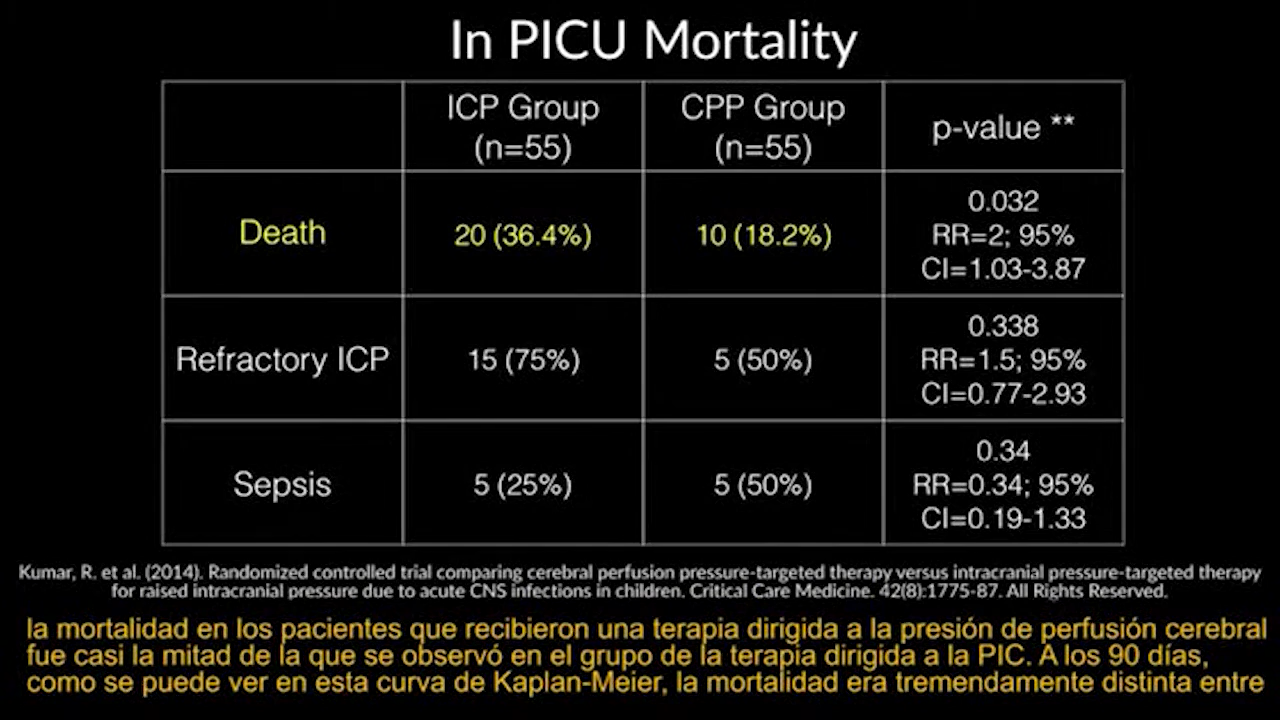 In PICU Mortality
ICP Group
(n=55)
CPP Group
(n=55)
p-value **
Death
20 (36.4%)
10 (18.2%)
0.032
RR=2; 95%
CI=1.03-3.87
Refractory ICP
15 (75%)
5 (50%)
0.338
RR=1.5; 95%
CI=0.77-2.93
Sepsis
5 (25%)
5 (50%)
0.34
RR=0.34; 95%
CI=0.19-1.33
Kumar, R. et al. (2014). Randomized controlled trial comparing cerebral perfusion pressure-targeted therapy versus intracranial pressure-targeted therapy
for raised intracranial pressure due to acute CNS infections in children. Critical Care Medicine. 42(8):1775-87. All Rights Reserved.
la mortalidad en los pacientes que recibieron una terapia dirigida a la presión de perfusión cerebral
fue casi la mitad de la que se observó en el grupo de la terapia dirigida a la PIC. A los 90 días,
como se puede ver en esta curva de Kaplan-Meier, la mortalidad era tremendamente distinta entre